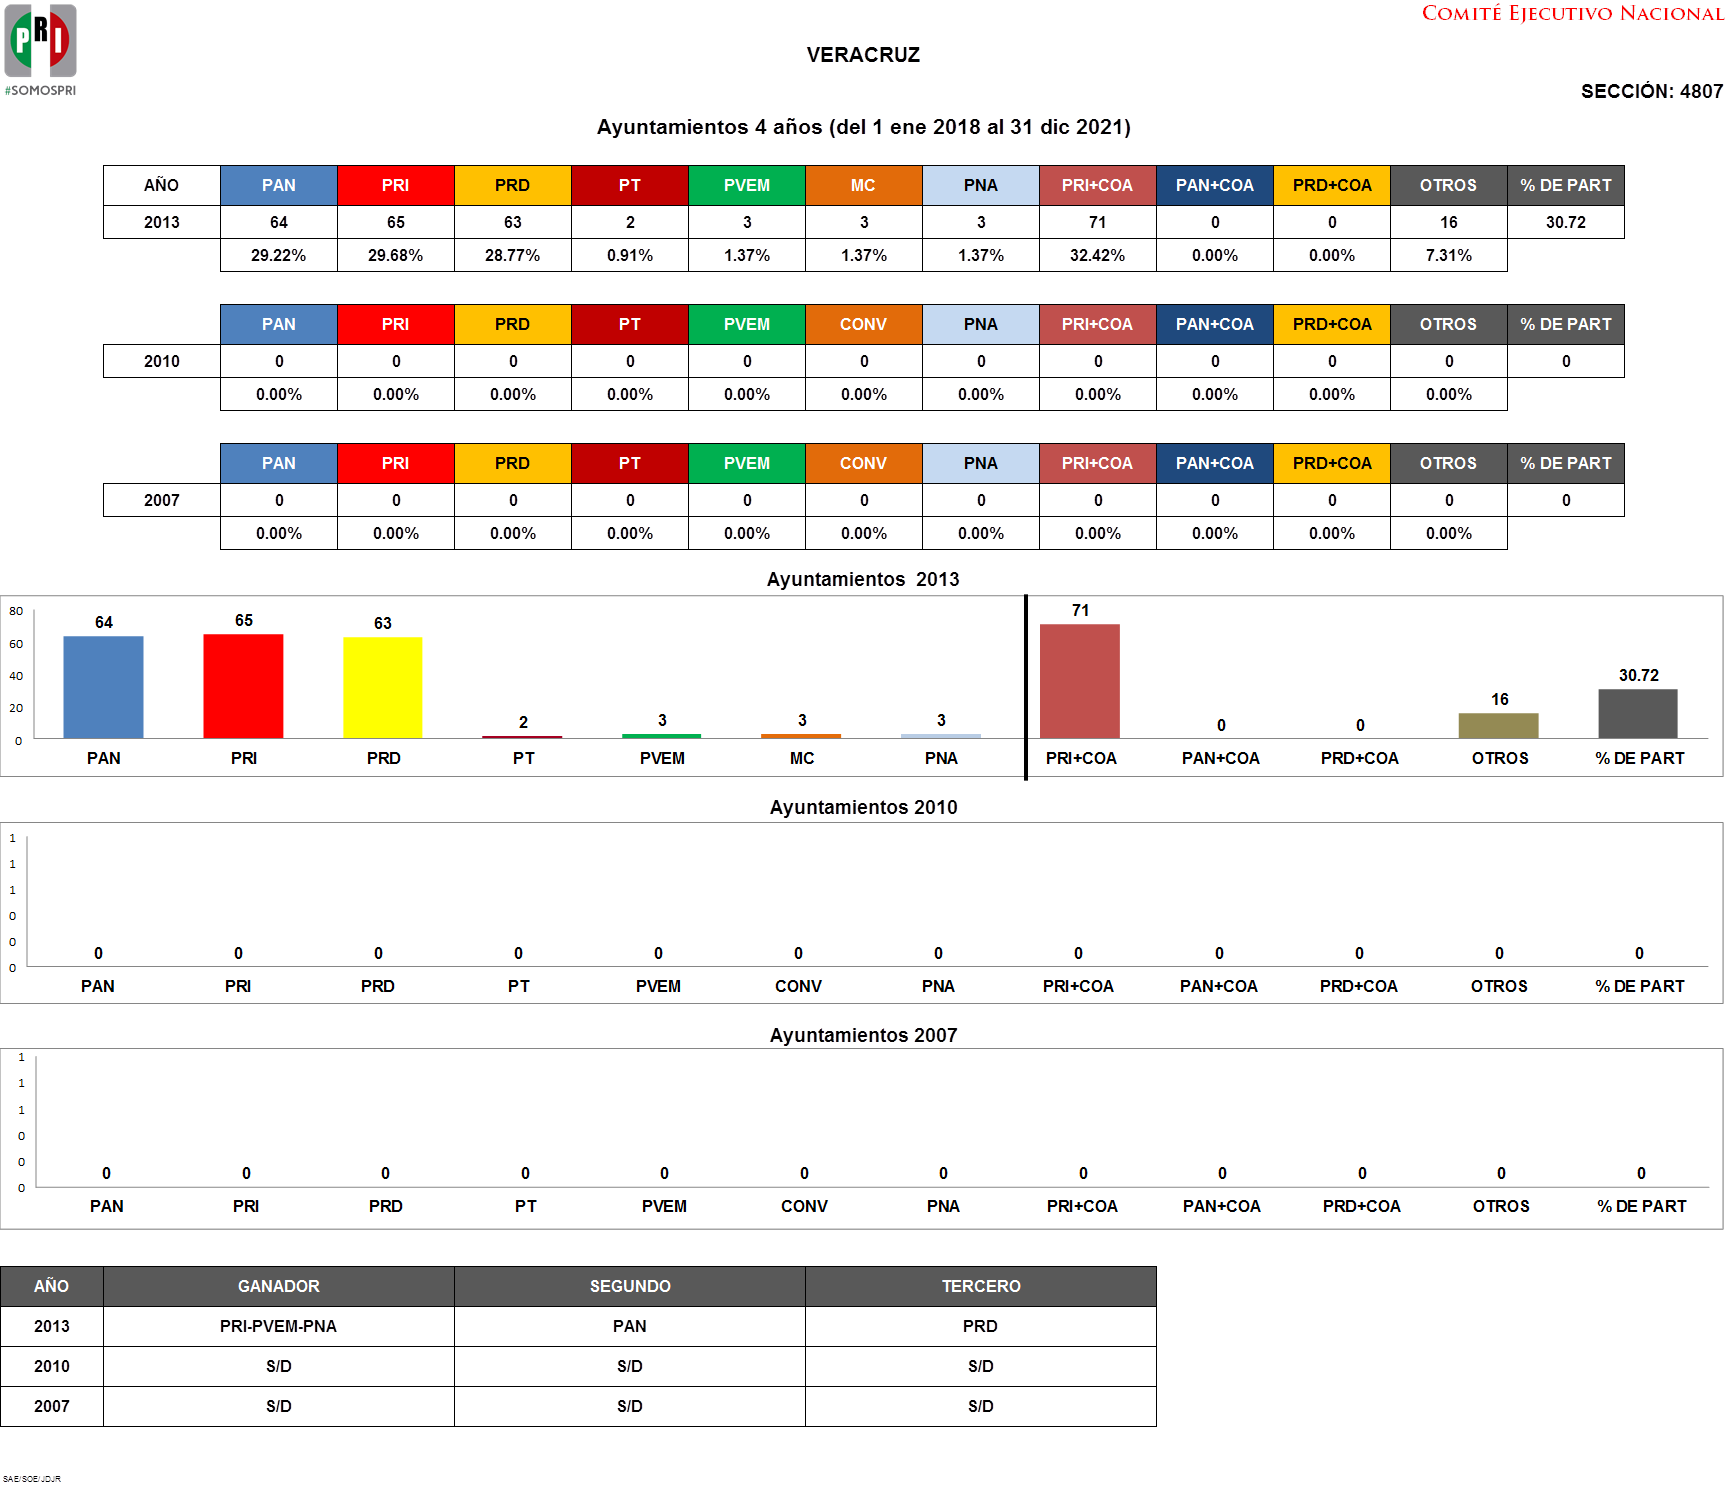 PRI
#SOMOSPRI
COMITÉ EJECUTIVO NACIONAL
VERACRUZ
SECCIÓN: 4807
Ayuntamientos 4 años (del 1 ene 2018 al 31 dic 2021)
AÑO PAN PRI PRD PT PVEM MC PNA PRI+COA PAN+COA PRD+COA OTROS % DE PART
2013 64 65 63 2 3 3 3 71 0 0 16 30.72
29.22% 29.68% 28.77% 0.91% 1.37% 1.37% 1.37% 32.42% 0.00% 0.00% 7.31%
PAN PRI PRD PT PVEM CONV PNA PRI+COA PAN+COA PRD+COA OTROS % DE PART
2010 0 0 0 0 0 0 0 0 0 0 0 0
0.00% 0.00% 0.00% 0.00% 0.00% 0.00% 0.00% 0.00% 0.00% 0.00% 0.00%
PAN PRI PRD PT PVEM CONV PNA PRI+COA PAN+COA PRD+COA OTROS % DE PART
2007 0 0 0 0 0 0 0 0 0 0 0 0
0.00% 0.00% 0.00% 0.00% 0.00% 0.00% 0.00% 0.00% 0.00% 0.00% 0.00%
Ayuntamientos 2013
80
60
40
20
0
64 65 63 2 3 3 3 71 0 0 16 30.72
PAN PRI PRD PT PVEM MC PNA PRI+COA PAN+COA PRD+COA OTROS % DE PART
Ayuntamientos 2010
1
1
1
0
0
0
0 0 0 0 0 0 0 0 0 0 0 0
PAN PRI PRD PT PVEM CONV PNA PRI+COA PAN+COA PRD+COA OTROS % DE PART
Ayuntamientos 2007
1
1
1
0
0
0
0 0 0 0 0 0 0 0 0 0 0 0
PAN PRI PRD PT PVEM CONV PNA PRI+COA PAN+COA PRD+COA OTROS % DE PART
AÑO GANADOR SEGUNDO TERCERO
2013 PRI-PVEM-PNA PAN PRD
2010 S/D S/D S/D
2007 S/D S/D S/D
SAE/SOE/JDJR